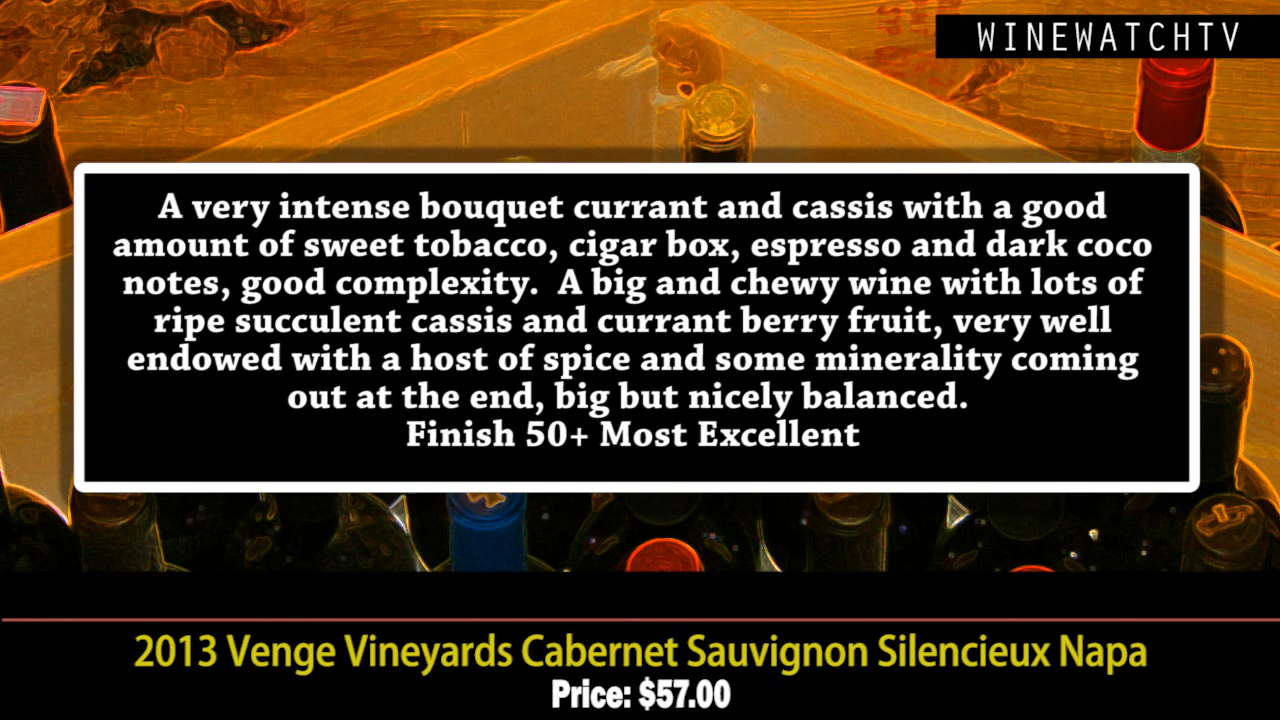 WINEWATCHTV
A very intense bouquet currant and cassis with a good
amount of sweet tobacco, cigar box, espresso and dark coco
notes, good complexity.  A big and chewy wine with lots of
ripe succulent cassis and currant berry fruit, very well
endowed with a host of spice and some minerality coming
out at the end, big but nicely balanced.
Finish 50+ Most Excellent
2013 Venge Vineyards Cabernet Sauvignon Silencieux Napa
Price: $57.00